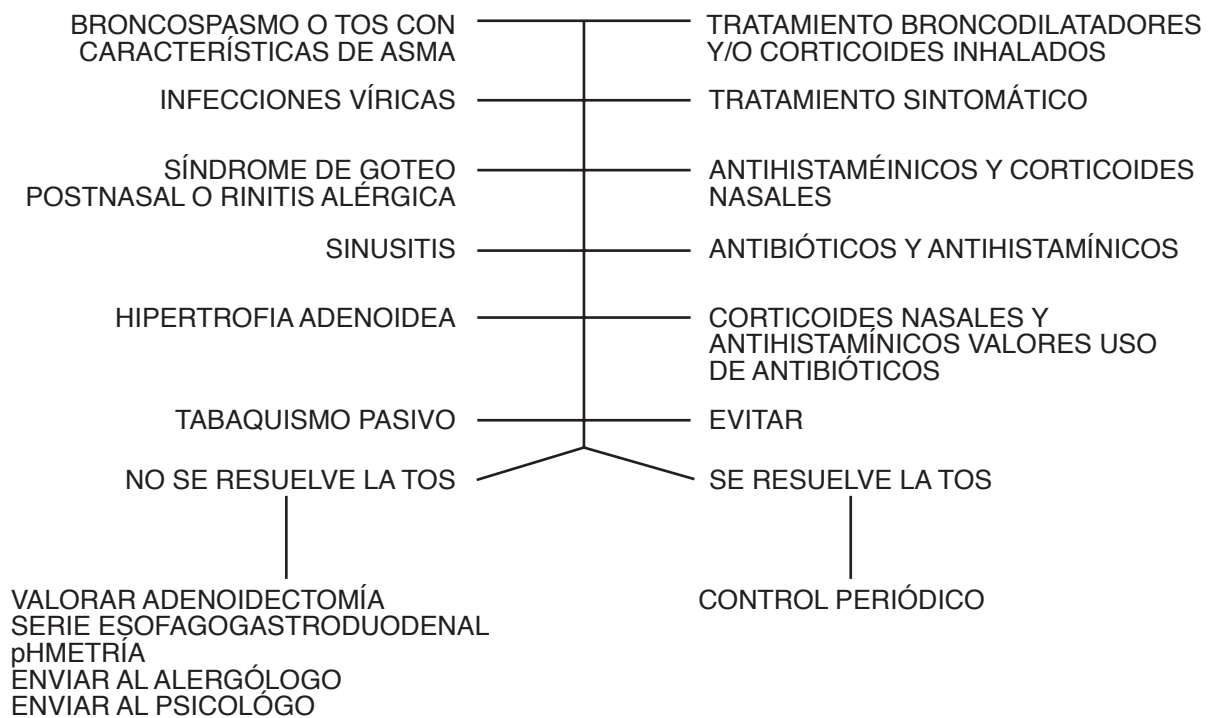 BRONCOSPASMO O TOS CON
CARACTERÍSTICAS DE ASMA
TRATAMIENTO BRONCODILATADORES
Y/O CORTICOIDES INHALADOS
INFECCIONES VÍRICAS
TRATAMIENTO SINTOMÁTICO
SÍNDROME DE GOTEO
POSTNASAL O RINITIS ALÉRGICA
ANTIHISTAMÉINICOS Y CORTICOIDES
NASALES
SINUSITIS
ANTIBIÓTICOS Y ANTIHISTAMÍNICOS
HIPERTROFIA ADENOIDEA
CORTICOIDES NASALES Y
ANTIHISTAMÍNICOS VALORES USO
DE ANTIBIÓTICOS
TABAQUISMO PASIVO
EVITAR
NO SE RESUELVE LA TOS
SE RESUELVE LA TOS
VALORAR ADENOIDECTOMÍA
SERIE ESOFAGOGASTRODUODENAL
pHMETRÍA
ENVIAR AL ALERGÓLOGO
ENVIAR AL PSICOLÓGO
CONTROL PERIÓDICO